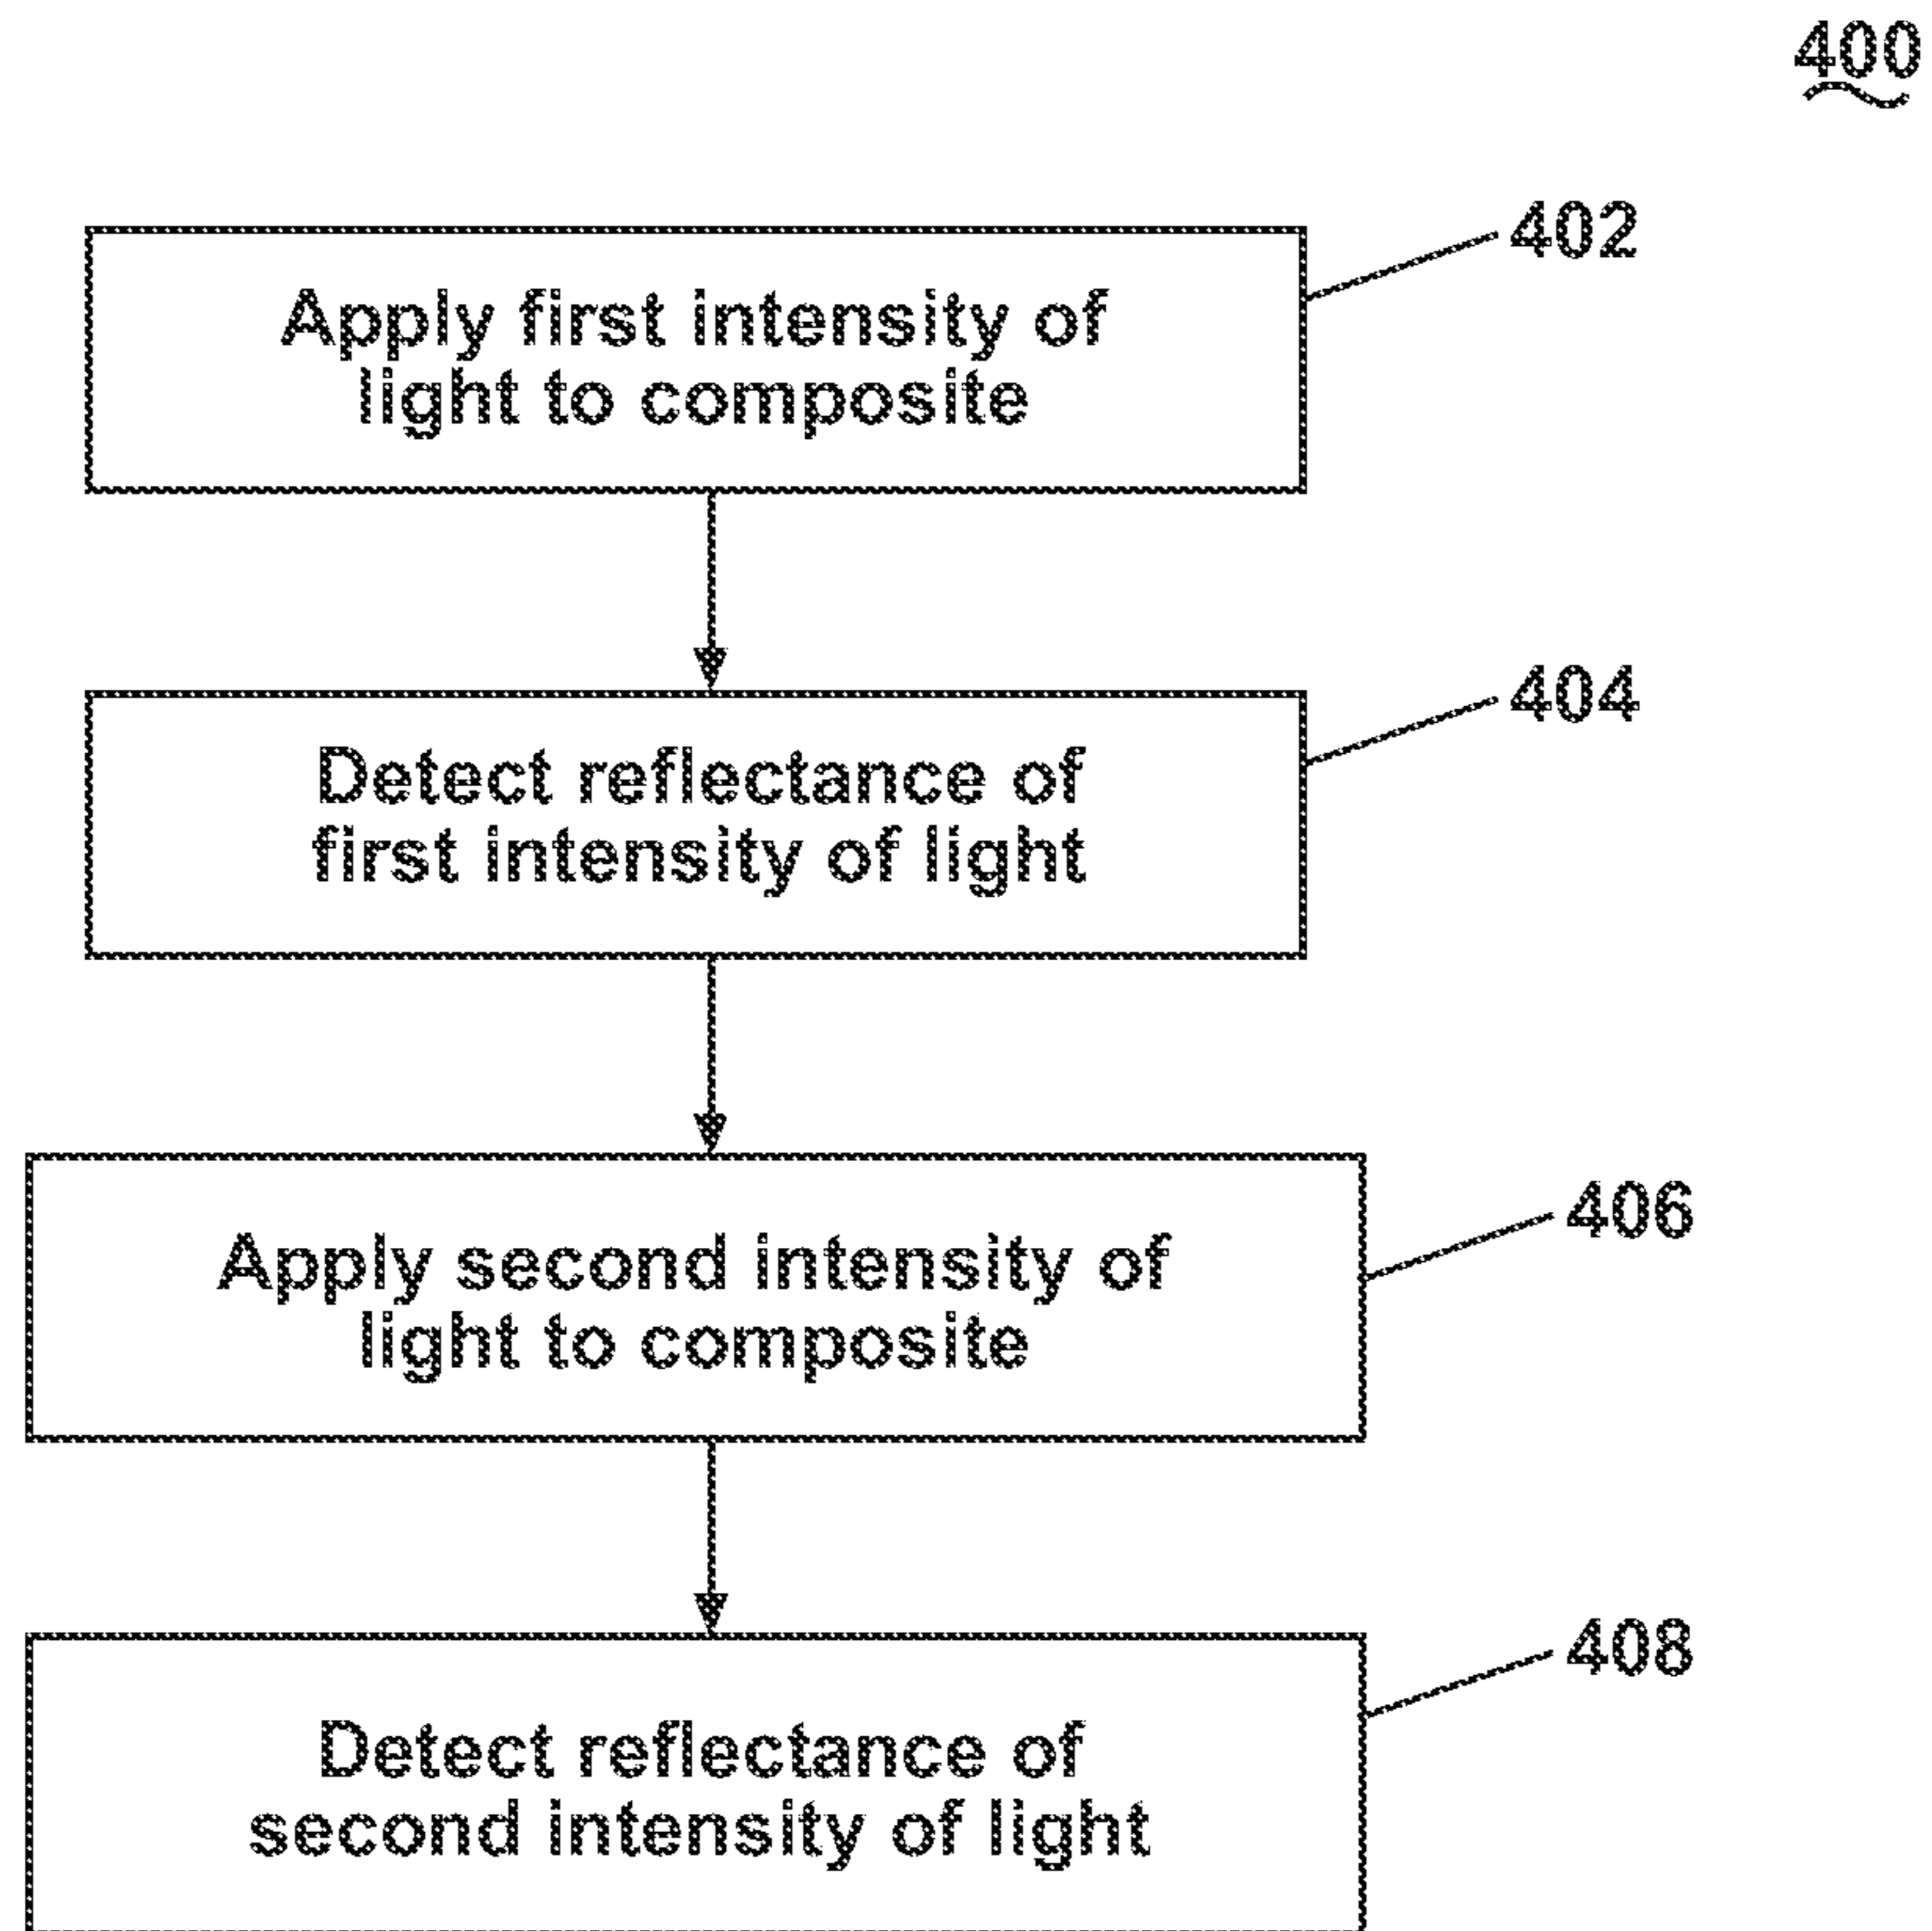 400
402
Apply first intensity of
light to composite
404
Detect reflectance of
first intensity of light
406
Apply second intensity of
light to composite
408
Detect reflectance of
second intensity of light